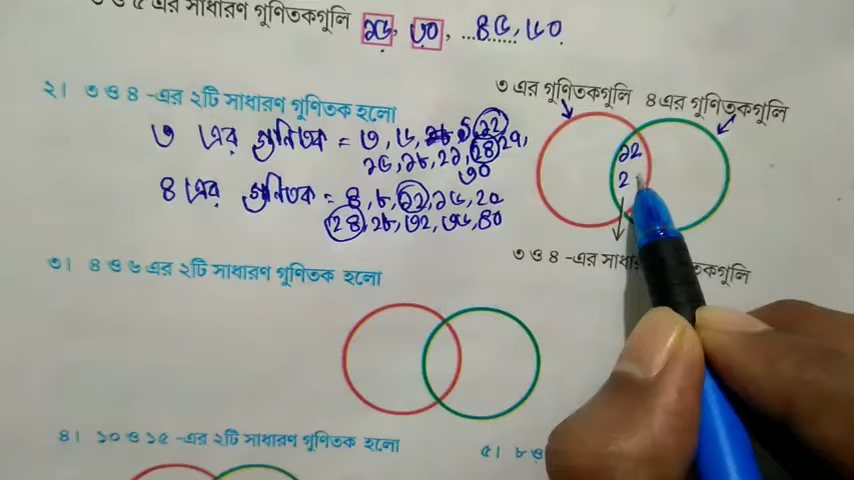 ৩ ও ৫ এর সাধারণ গুণিতকগুলি ১৫, ৩০, ...৪৫, ৬০.
৩ এর গুণিতকগুলি
৪ এর গুণিতকগুলি
২। ৩ ও ৪ -এর ২টি সাধারণ গুণিতক হলো
৩ এর গুণিতক = ৩, ৬, ৯, ১২,
১৫, ১৮, ২১, ২৪, ২৭,
৩০
৪ এর গুণিতক = ৪, ৮, ১২, ১৬, ২০
২৪, ২৮, ৩২, ৩৬, ৪০
১২
২
৩ ও ৪ -এর
৩। ৪ ও ৬ এর ২টি সাধারণ গুণিতক হলো
৪। ১০ ও ১৫ -এর ২টি সাধারণ গুণিতক হলো
৫। ৮ ও